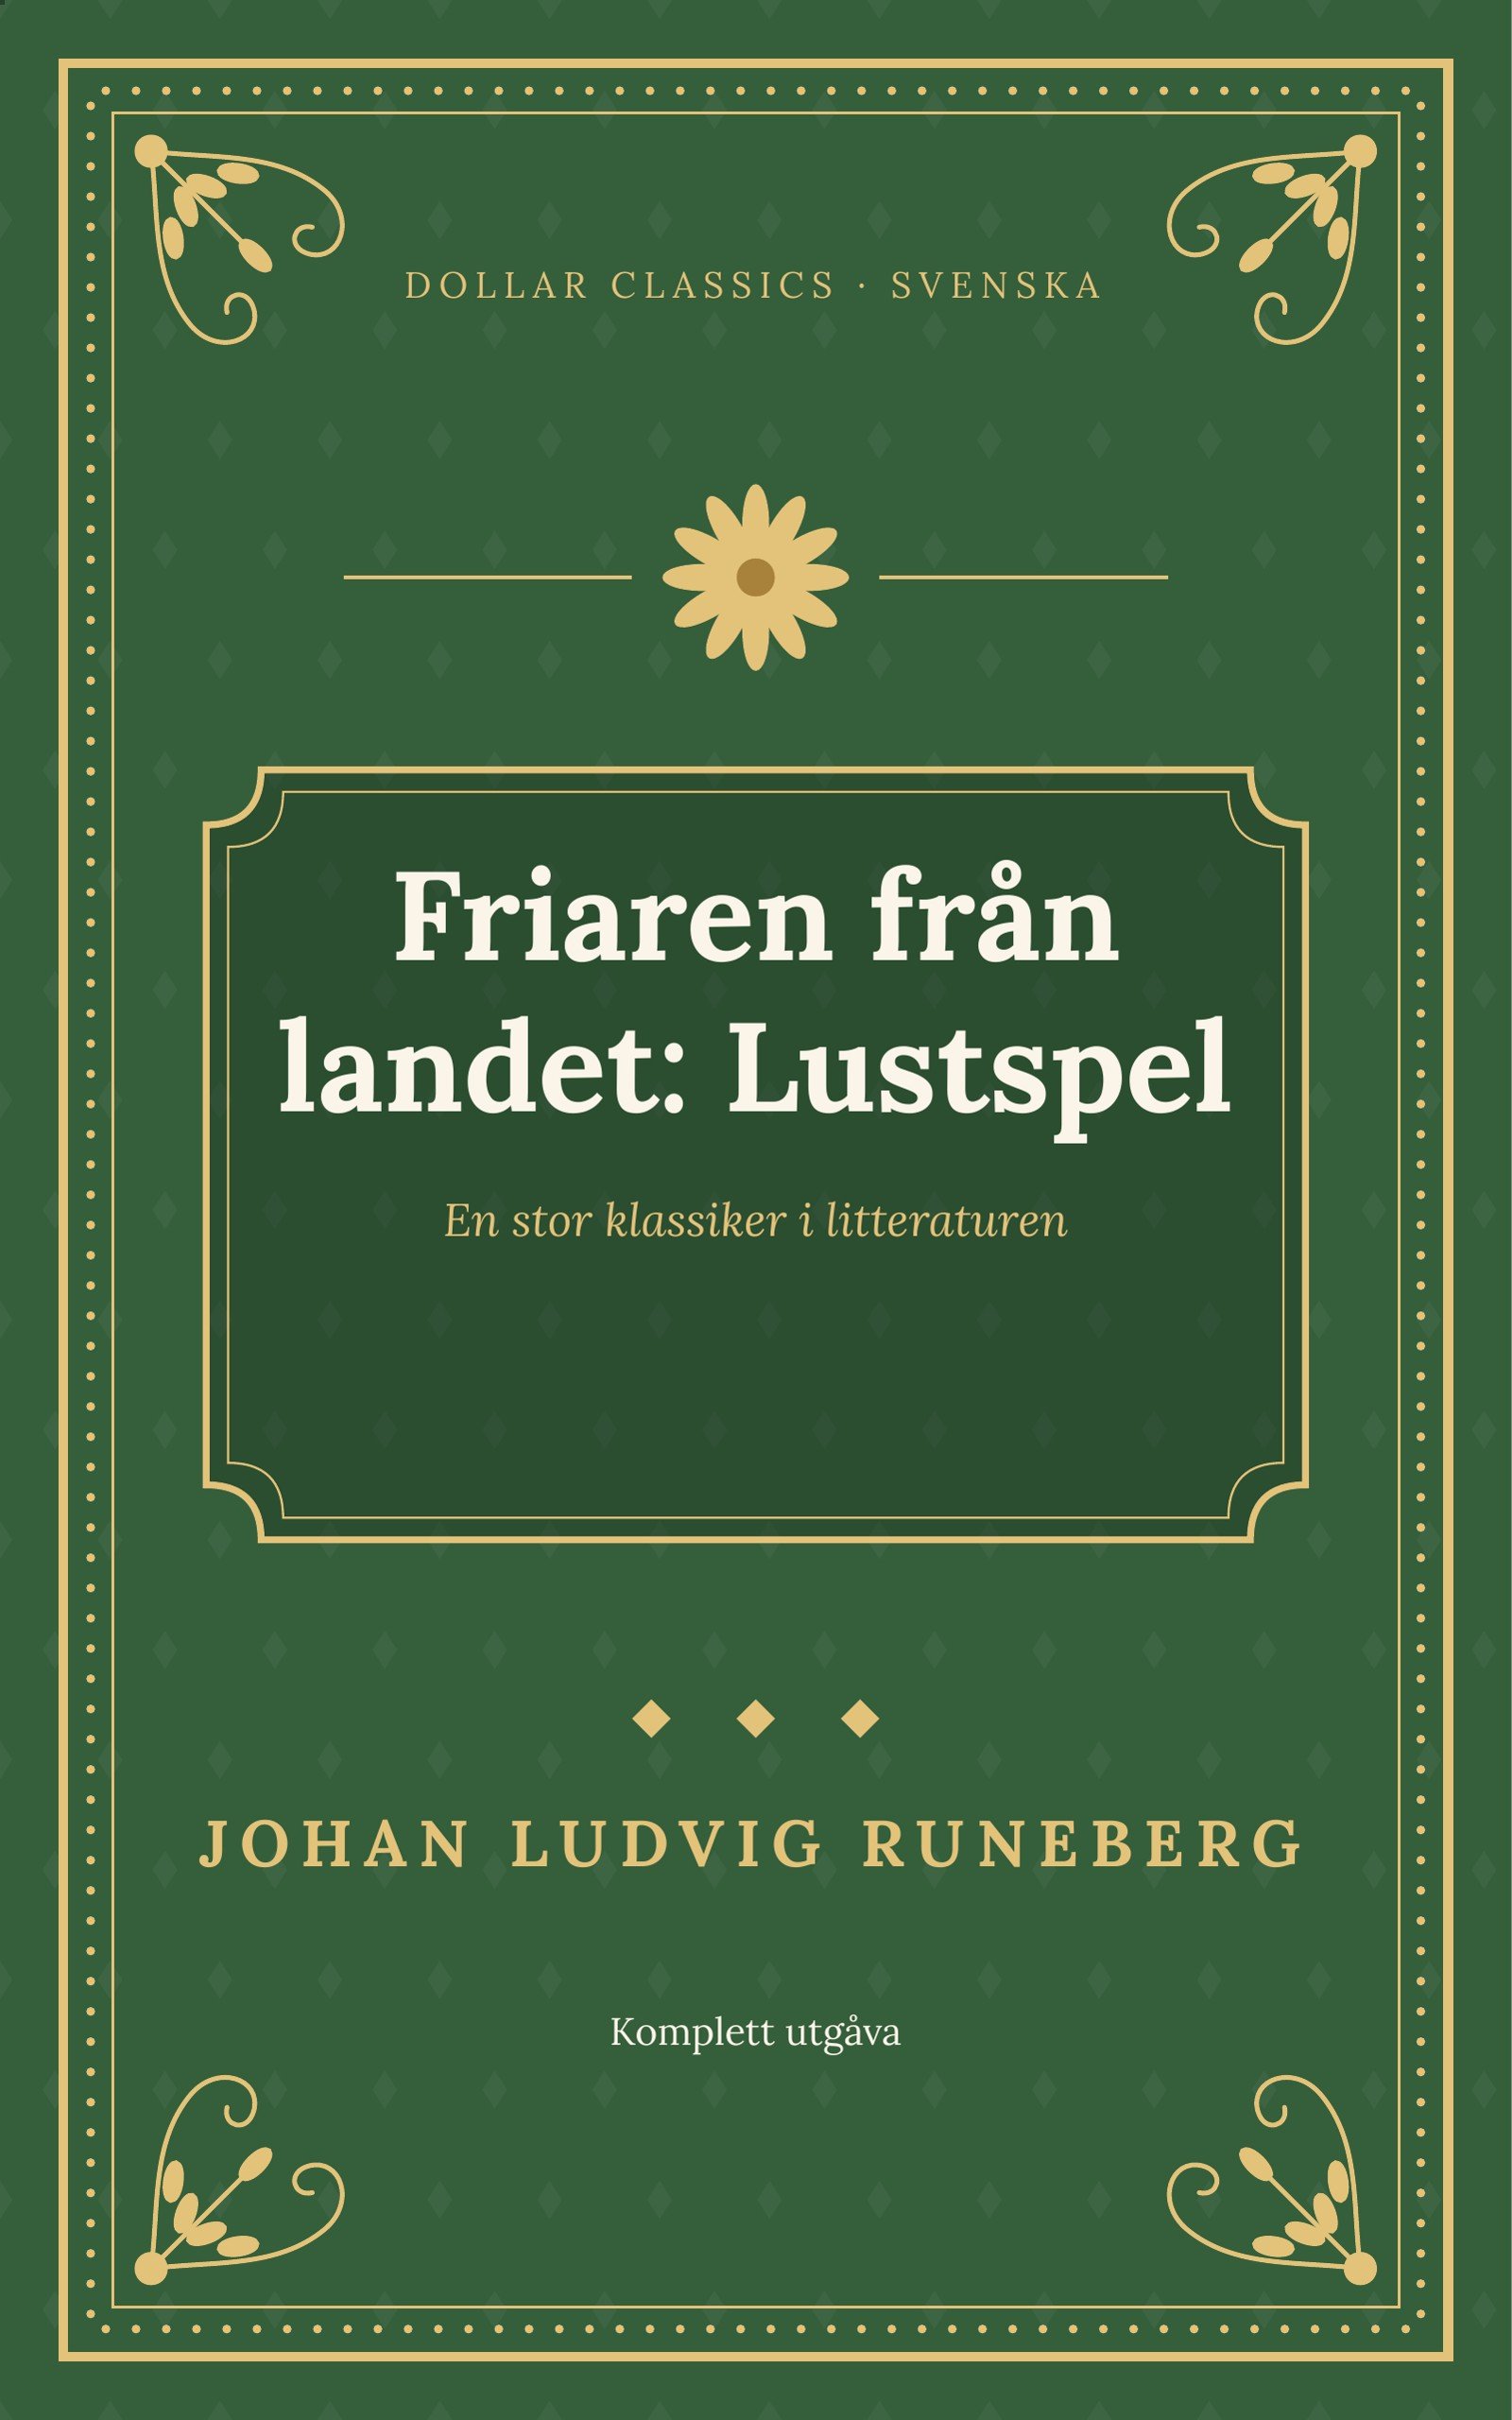 DOLLAR CLASSICS · SVENSKA
Friaren från
landet: Lustspel
En stor klassiker i litteraturen
JOHAN LUDVIG RUNEBERG
Komplett utgåva